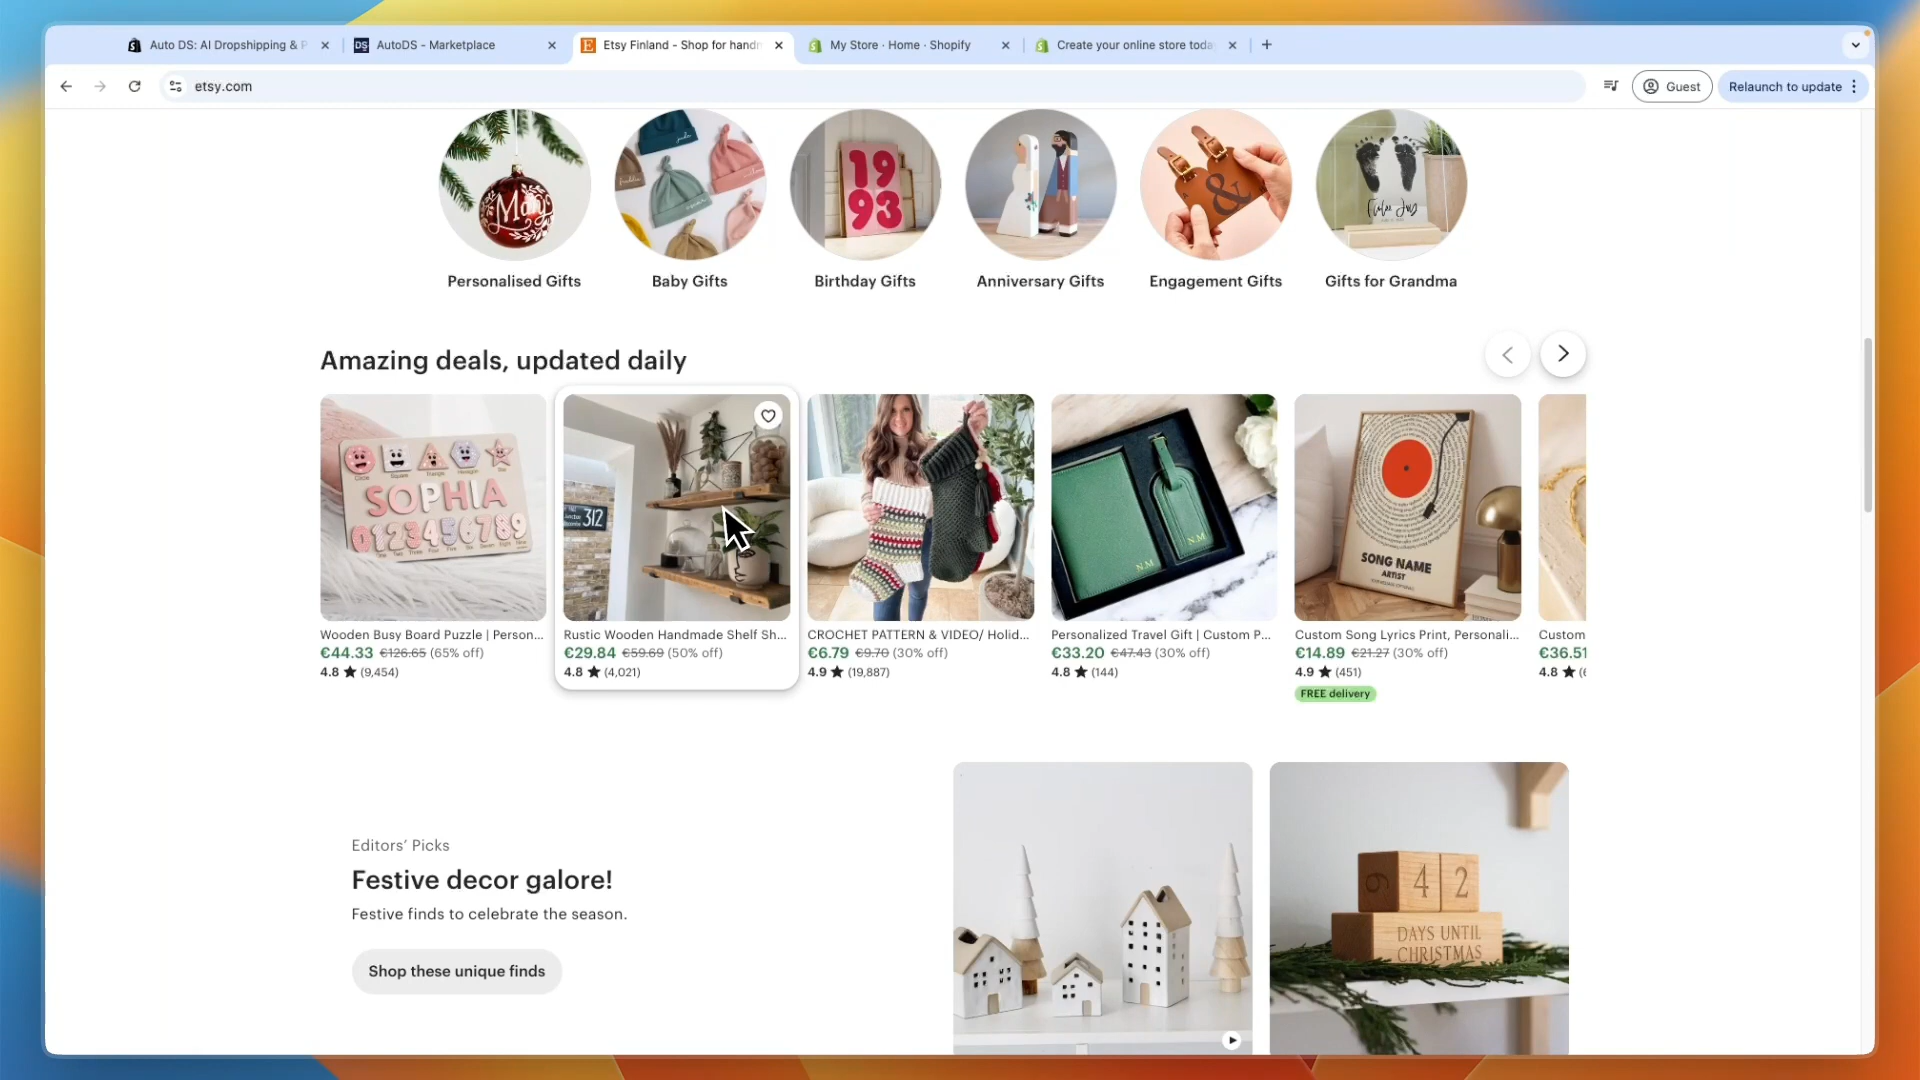 Auto DS: AI Dropshipping & P
AutoDS - Marketplace
Etsy Finland - Shop for handm
My Store · Home · Shopify
Create your online store toda
etsy.com
Guest
Relaunch to update
May
19
93
&
Personalised Gifts
Baby Gifts
Birthday Gifts
Anniversary Gifts
Engagement Gifts
Gifts for Grandma
Amazing deals, updated daily
SOPHIA
0123456789
312
N.M
N.M
SONG NAME
ARTIST
Wooden Busy Board Puzzle | Person...
Rustic Wooden Handmade Shelf Sh...
CROCHET PATTERN & VIDEO/ Holid...
Personalized Travel Gift | Custom P...
Custom Song Lyrics Print, Personali...
Custom
€44.33 €126.65 (65% off)
€29.84 €59.69 (50% off)
€6.79 €9.70 (30% off)
€33.20 €47.43 (30% off)
€14.89 €21.27 (30% off)
€36.51
4.8 ★ (9,454)
4.8 ★ (4,021)
4.9 ★ (19,887)
4.8 ★ (144)
4.9 ★ (451)
4.8 ★
FREE delivery
Editors’ Picks
Festive decor galore!
Festive finds to celebrate the season.
Shop these unique finds
4 2
DAYS UNTIL
CHRISTMAS